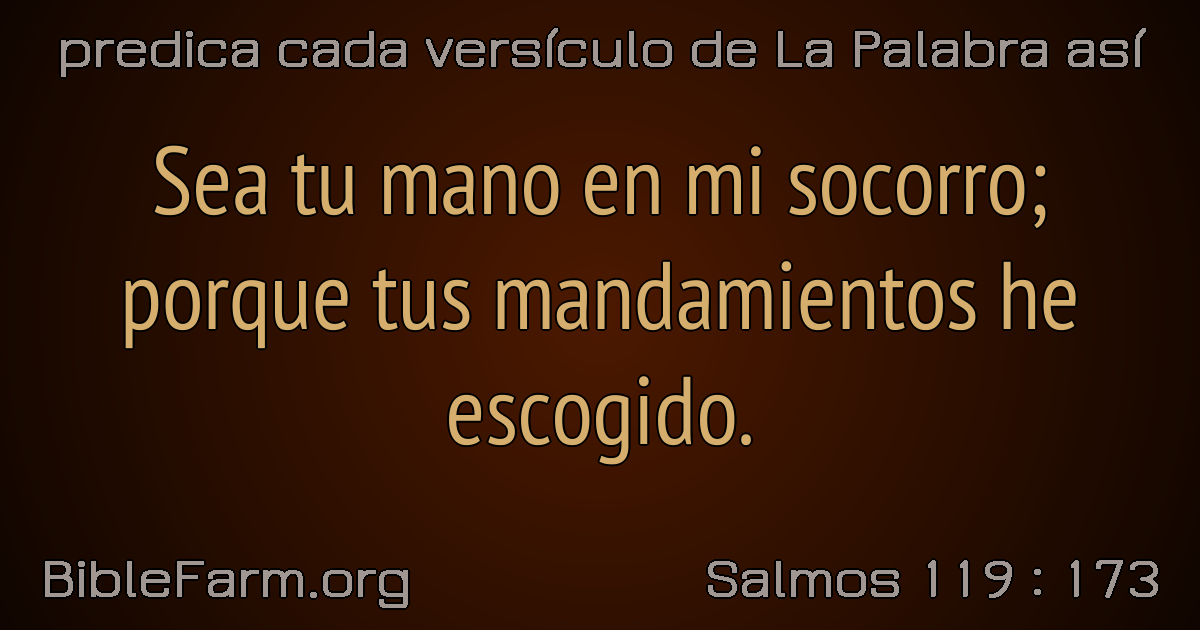 predica cada versículo de La Palabra así
Sea tu mano en mi socorro;
porque tus mandamientos he
escogido.
BibleFarm.org
Salmos 119 : 173